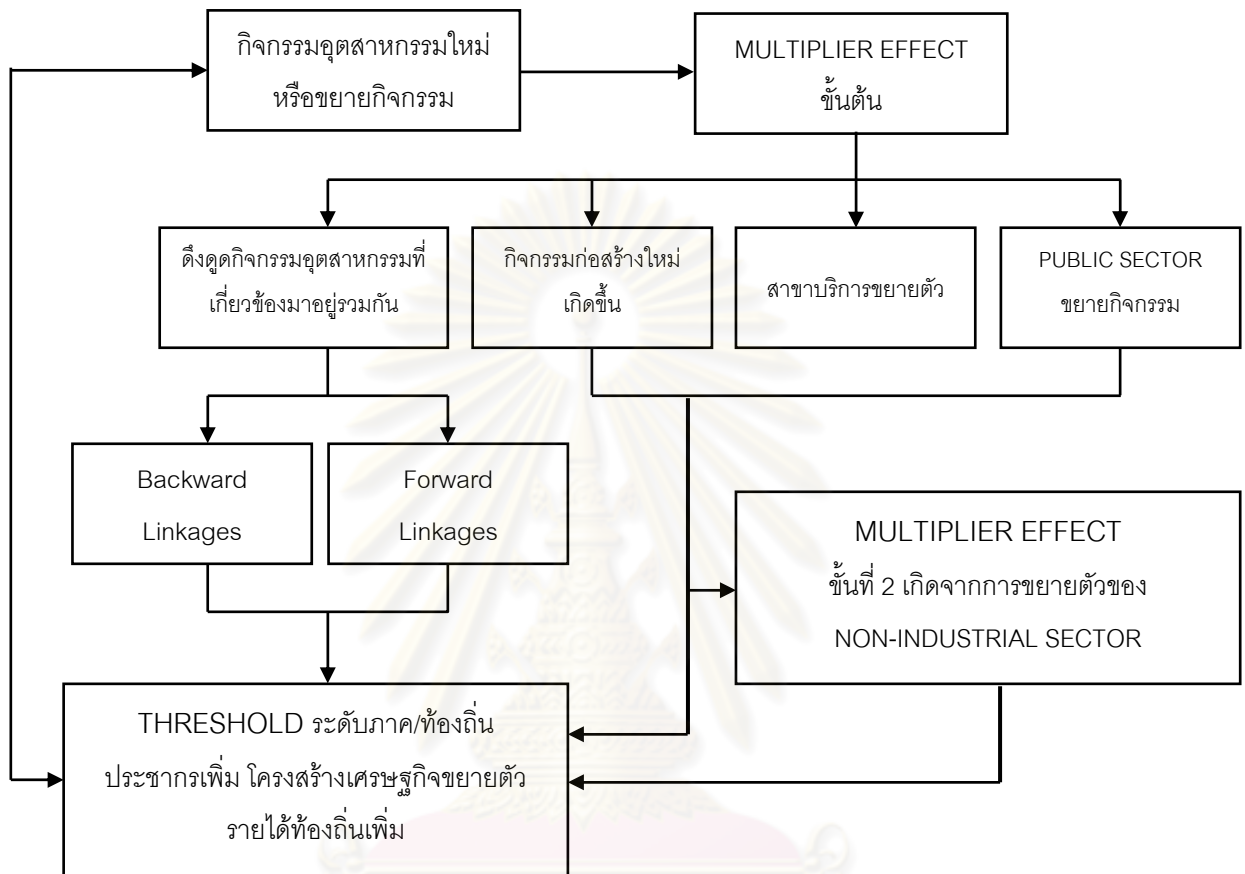 กิจกรรมอุตสาหกรรมใหม่
หรือขยายกิจกรรม
MULTIPLIER EFFECT
ขั้นต้น
ดึงดูดกิจกรรมอุตสาหกรรมที่
เกี่ยวข้องมาอยู่รวมกัน
กิจกรรมก่อสร้างใหม่
เกิดขึ้น
สาขาบริการขยายตัว
PUBLIC SECTOR
ขยายกิจกรรม
Backward
Linkages
Forward
Linkages
MULTIPLIER EFFECT
ขั้นที่ 2 เกิดจากการขยายตัวของ
NON-INDUSTRIAL SECTOR
THRESHOLD ระดับภาค/ท้องถิ่น
ประชากรเพิ่ม โครงสร้างเศรษฐกิจขยายตัว
รายได้ท้องถิ่นเพิ่ม